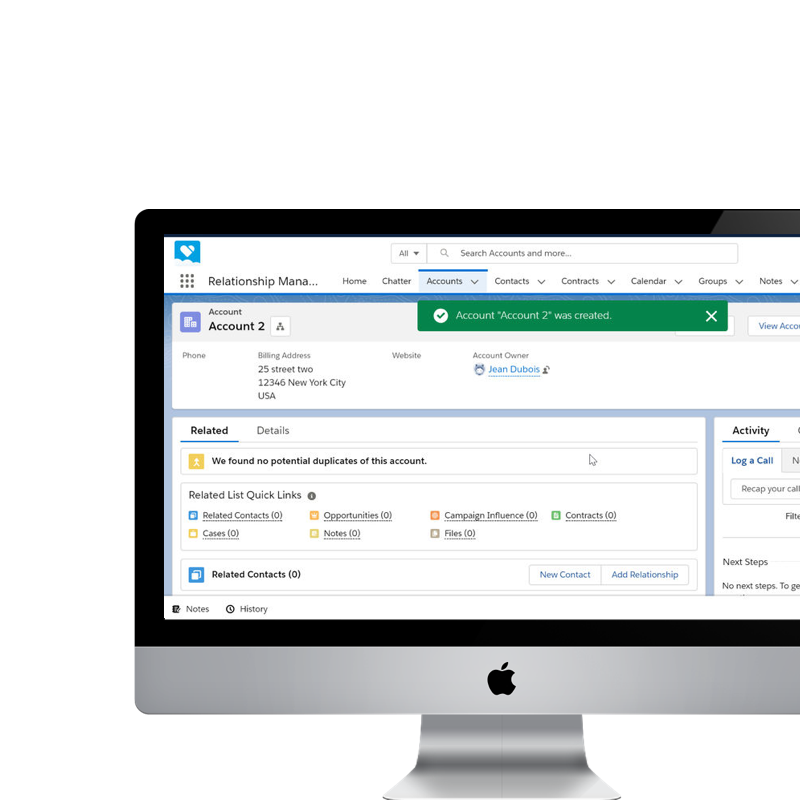 All
Search Accounts and more...
Relationship Mana... Home Chatter Accounts Contacts Contracts Calendar Groups Notes
Account
Account 2
Account "Account 2" was created.
View Accou
Phone Billing Address Website Account Owner
25 street two Jean Dubois
12346 New York City
USA
Related Details
Activity
We found no potential duplicates of this account.
Log a Call N
Related List Quick Links
Recap your call
Related Contacts (0) Opportunities (0) Campaign Influence (0) Contracts (0)
Filte
Cases (0) Notes (0) Files (0)
Next Steps
Related Contacts (0) New Contact Add Relationship
No next steps. To ge
Notes History